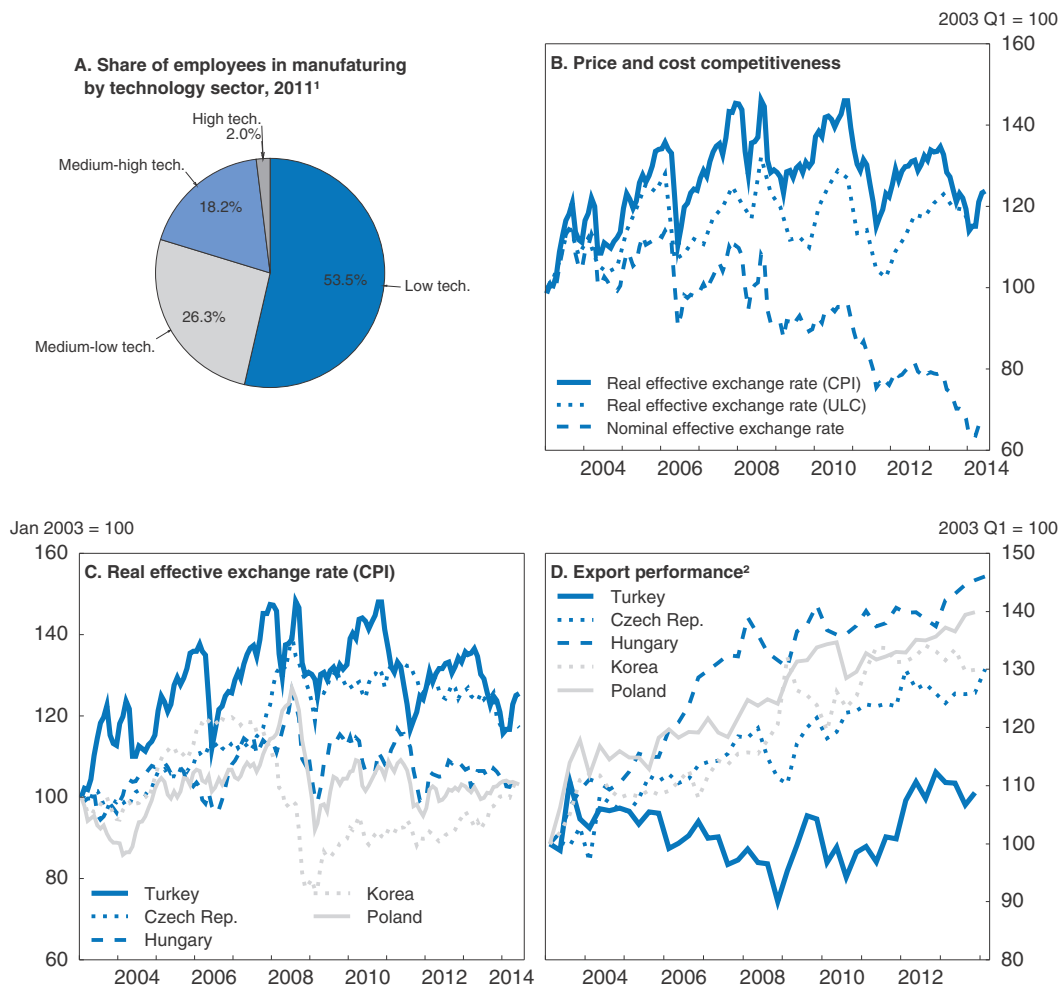 2003 Q1 = 100
A. Share of employees in manufaturing
by technology sector, 2011¹
High tech.
2.0%
Medium-high tech.
18.2%
53.5%
Low tech.
26.3%
Medium-low tech.
B. Price and cost competitiveness
160
140
120
100
80
60
Real effective exchange rate (CPI)
Real effective exchange rate (ULC)
Nominal effective exchange rate
2004 2006 2008 2010 2012 2014
Jan 2003 = 100
160
140
120
100
80
60
C. Real effective exchange rate (CPI)
Turkey
Czech Rep.
Hungary
Korea
Poland
2004 2006 2008 2010 2012 2014
2003 Q1 = 100
D. Export performance²
Turkey
Czech Rep.
Hungary
Korea
Poland
150
140
130
120
110
100
90
80
2004 2006 2008 2010 2012